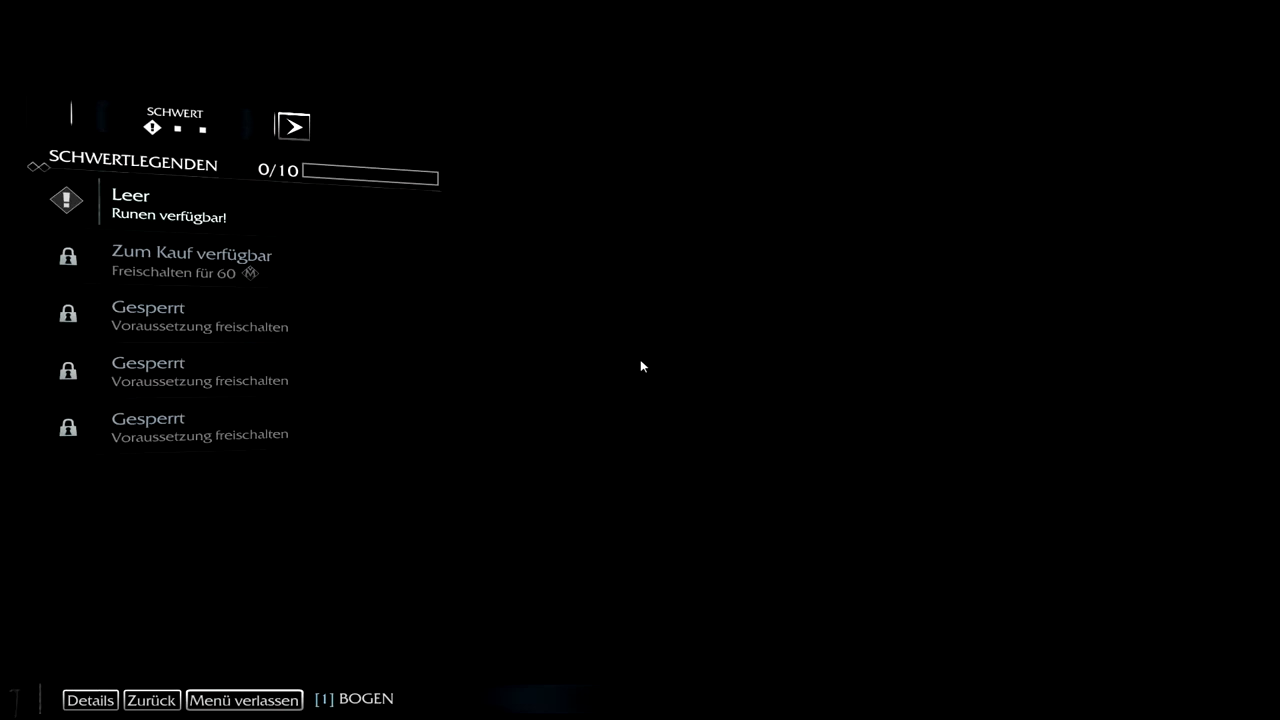 SCHWERT
SCHWERTLEGENDEN 0/10
Leer
Runen verfügbar!
Zum Kauf verfügbar
Freischalten für 60
Gesperrt
Voraussetzung freischalten
Gesperrt
Voraussetzung freischalten
Gesperrt
Voraussetzung freischalten
Details Zurück Menü verlassen [1] BOGEN